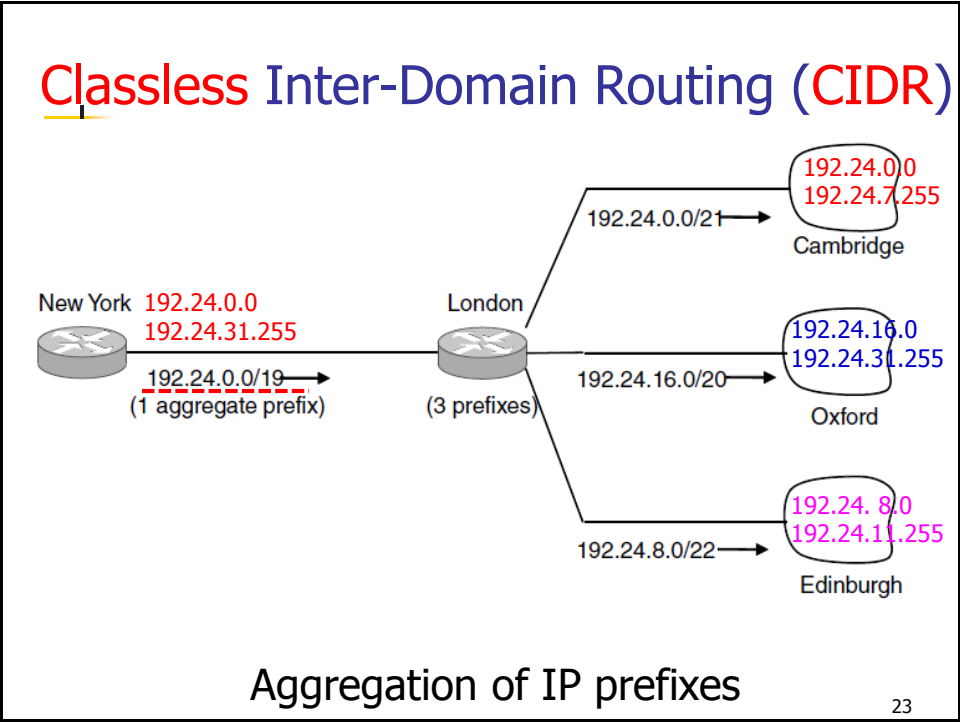 Classless Inter-Domain Routing (CIDR)
192.24.0.0
192.24.7.255
192.24.0.0/21
Cambridge
New York
192.24.0.0
192.24.31.255
London
192.24.16.0
192.24.31.255
192.24.0.0/19
192.24.16.0/20
(1 aggregate prefix)
(3 prefixes)
Oxford
192.24. 8.0
192.24.11.255
192.24.8.0/22
Edinburgh
Aggregation of IP prefixes
23